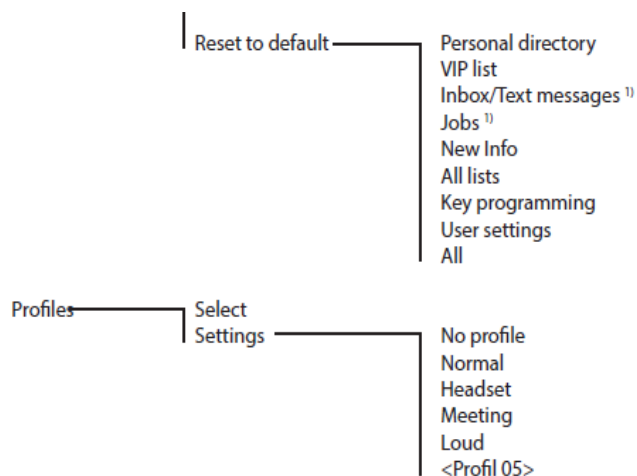 Reset to default Personal directory
VIP list
Inbox/Text messages 1)
Jobs 1)
New Info
All lists
Key programming
User settings
All
Profiles Select
Settings No profile
Normal
Headset
Meeting
Loud
<Profil 05>